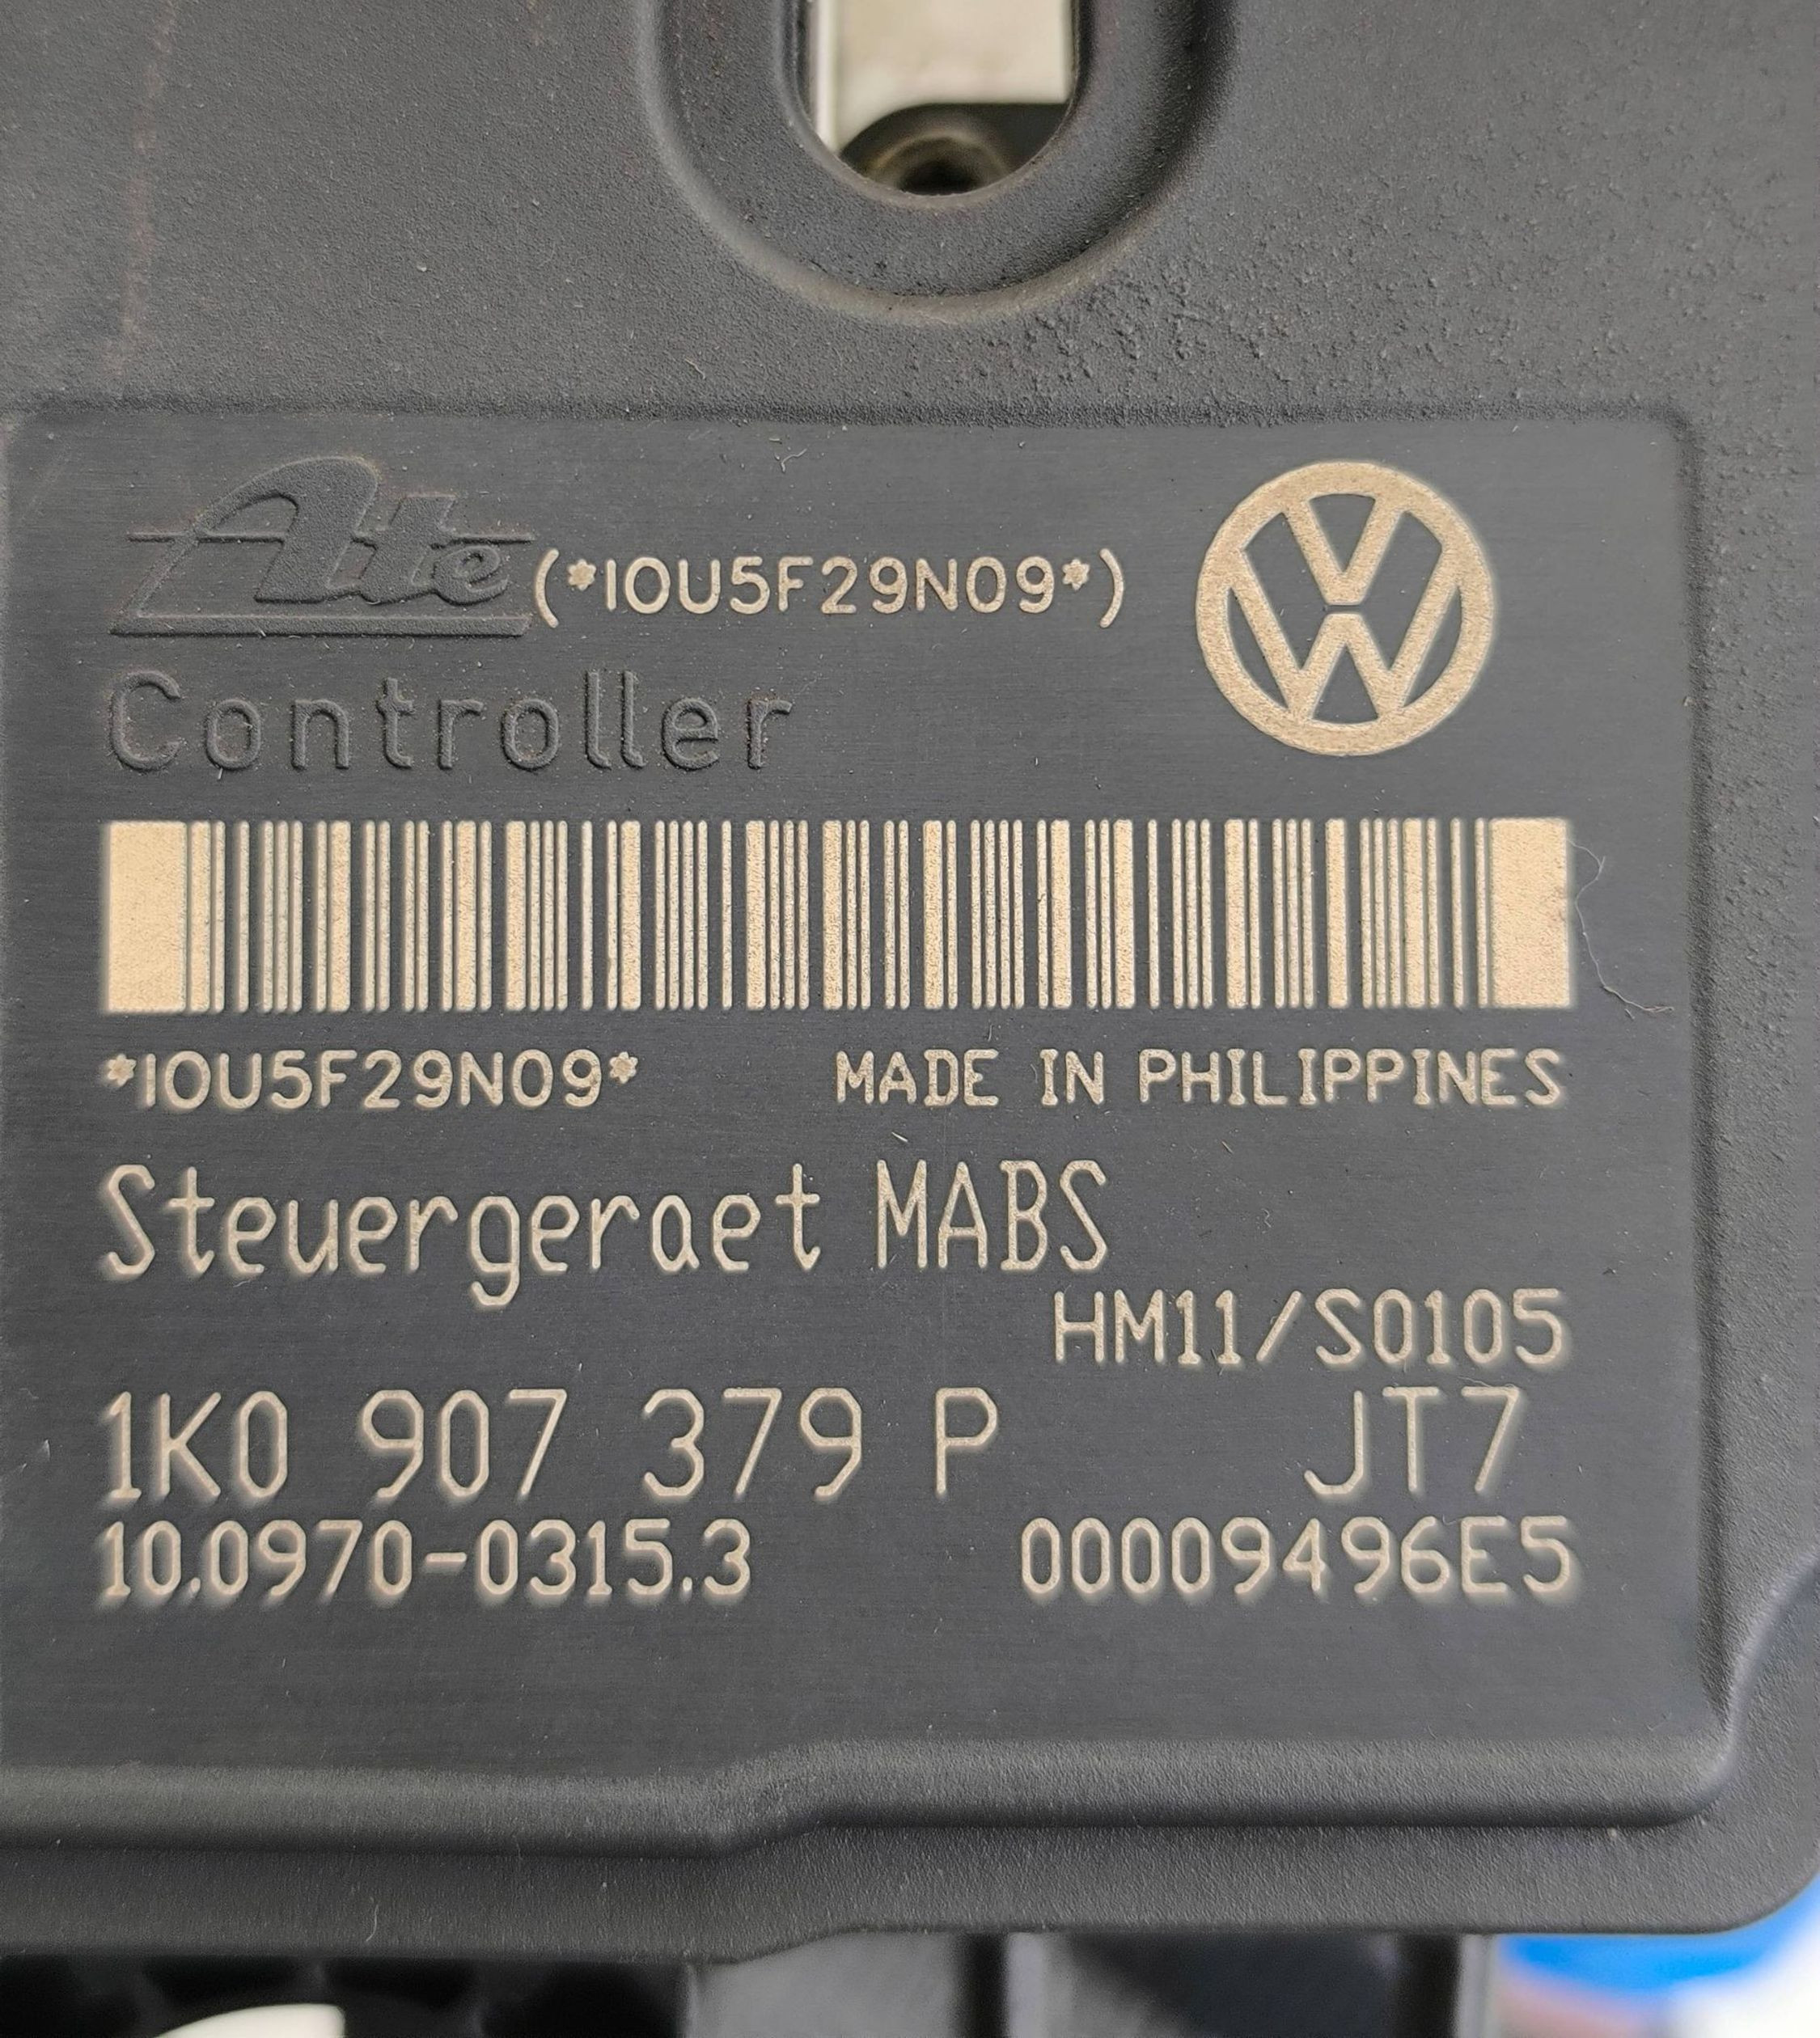 Ate (*IOU5F29N09*)
Controller
*IOU5F29N09* MADE IN PHILIPPINES
Steuergeraet MABS
HM11/S0105
1K0 907 379 P JT7
10.0970-0315.3 00009496E5